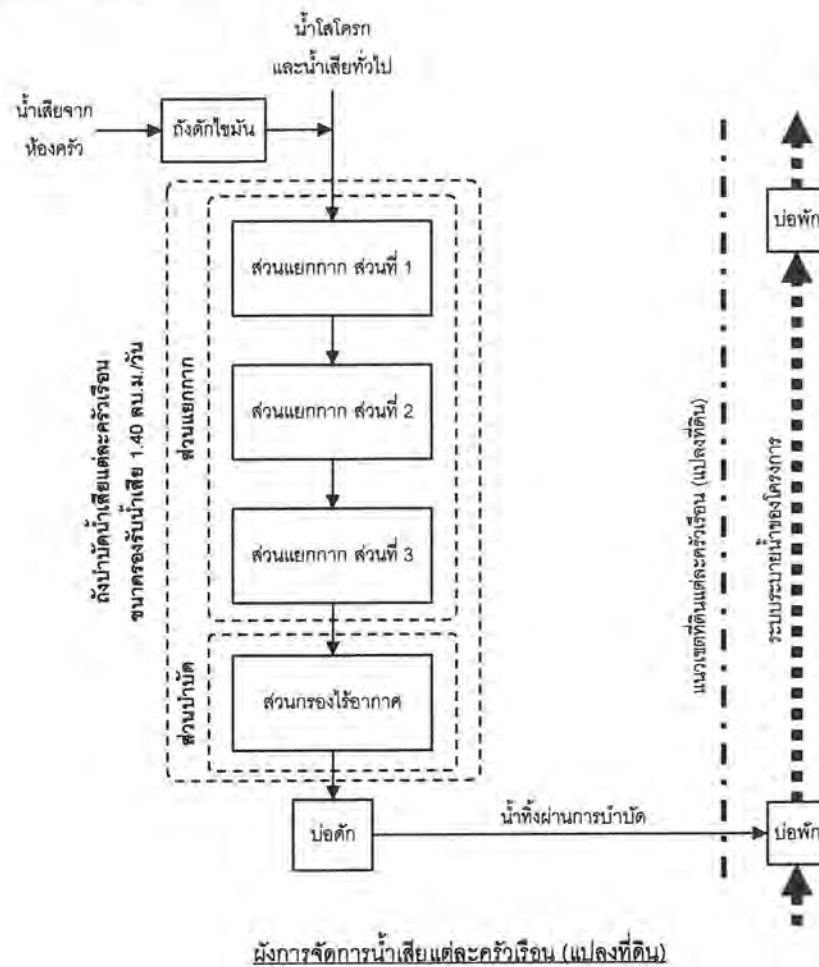 น้ำโสโครก
และน้ำเสียทั่วไป
น้ำเสียจาก
ห้องครัว
ถังดักไขมัน
บ่อพัก
ส่วนแยกกาก ส่วนที่ 1
ส่วนแยกกาก ส่วนที่ 2
ส่วนแยกกาก ส่วนที่ 3
ส่วนกรองไร้อากาศ
ถังบำบัดน้ำเสียแต่ละครัวเรือน
ขนาดรองรับน้ำเสีย 1.40 ลบ.ม./วัน
ส่วนแยกกาก
ส่วนบำบัด
แนวเขตที่ดินแต่ละครัวเรือน (แปลงที่ดิน)
ระบบระบายน้ำของโครงการ
บ่อดัก
น้ำทิ้งผ่านการบำบัด
บ่อพัก
ผังการจัดการน้ำเสียแต่ละครัวเรือน (แปลงที่ดิน)